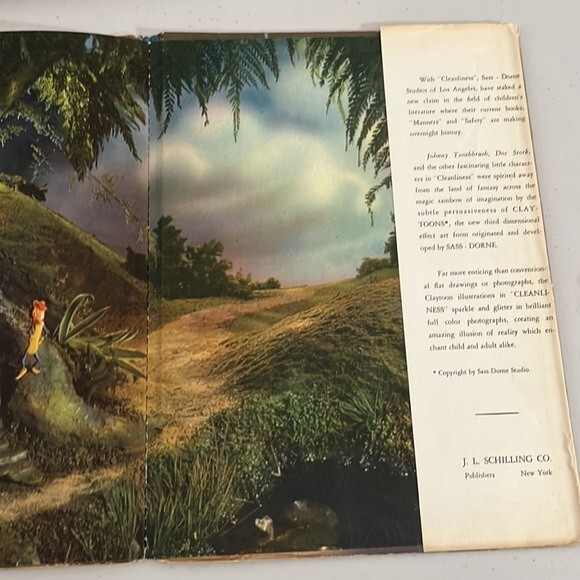 With "Cleanliness", Sass - Dorne
Studios of Los Angeles, have staked a
new claim in the field of children's
literature where their current books,
"Manners" and "Safety" are making
overnight history.
Johnny Toothbrush, Doc Stork,
and the other fascinating little charact-
ers in "Cleanliness" were spirited away
from the land of fantasy across the
magic rainbow of imagination by the
subtle persuasiveness of CLAY-
TOONS*, the new third dimensional
effect art form originated and devel-
oped by SASS - DORNE.
Far more enticing than convention-
al flat drawings or photographs, the
Claytoon illustrations in "CLEANLI-
NESS" sparkle and glitter in brilliant
full color photographs, creating an
amazing illusion of reality which en-
chant child and adult alike.
* Copyright by Sass-Dorne Studio.
J. L. SCHILLING CO.
Publishers New York